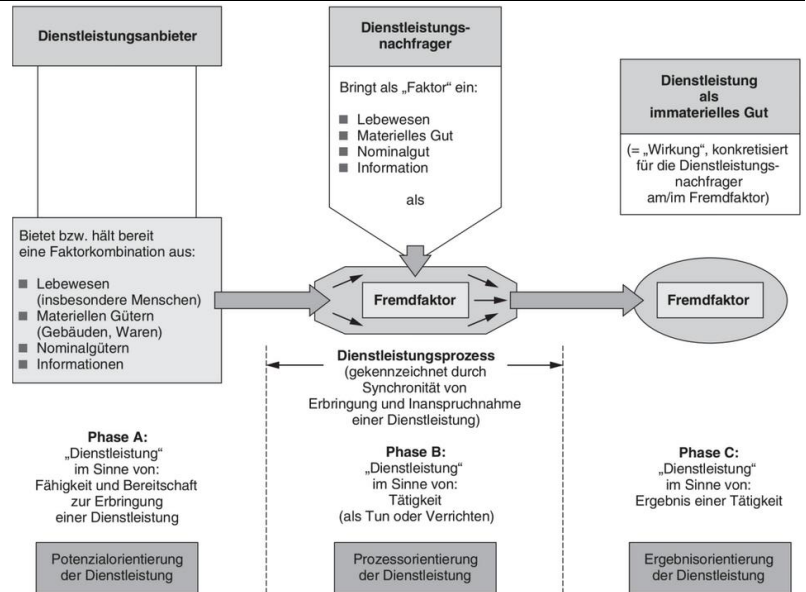 Dienstleistungsanbieter
Bietet bzw. hält bereit
eine Faktorkombination aus:
Lebewesen
(insbesondere Menschen)
Materiellen Gütern
(Gebäuden, Waren)
Nominalgütern
Informationen
Dienstleistungs-
nachfrager
Bringt als „Faktor“ ein:
Lebewesen
Materielles Gut
Nominalgut
Information
als
Fremdfaktor
Dienstleistung
als
immaterielles Gut
(= „Wirkung“, konkretisiert
für die Dienstleistungs-
nachfrager
am/im Fremdfaktor)
Fremdfaktor
Dienstleistungsprozess
(gekennzeichnet durch
Synchronität von
Erbringung und Inanspruchnahme
einer Dienstleistung)
Phase A:
„Dienstleistung“
im Sinne von:
Fähigkeit und Bereitschaft
zur Erbringung
einer Dienstleistung
Phase B:
„Dienstleistung“
im Sinne von:
Tätigkeit
(als Tun oder Verrichten)
Phase C:
„Dienstleistung“
im Sinne von:
Ergebnis einer Tätigkeit
Potenzialorientierung
der Dienstleistung
Prozessorientierung
der Dienstleistung
Ergebnisorientierung
der Dienstleistung